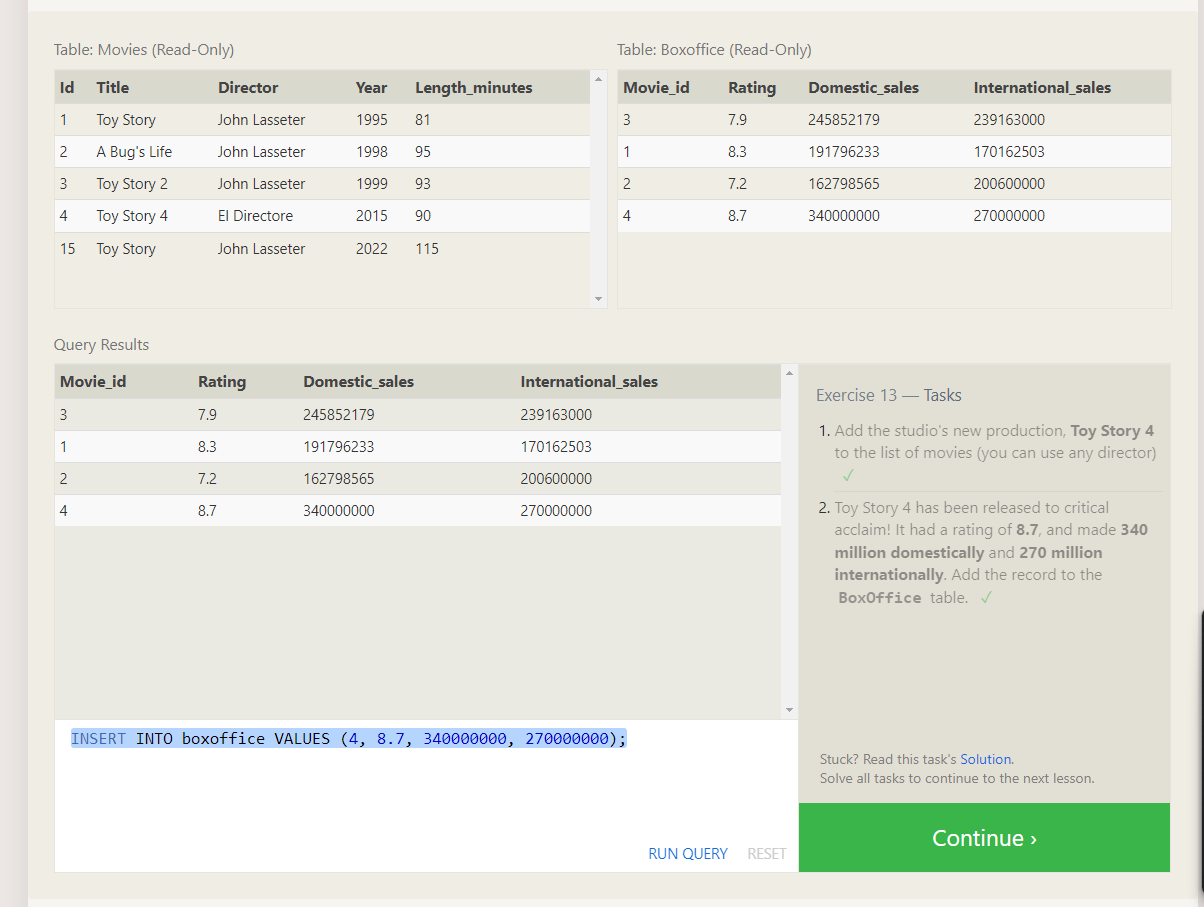 Table: Movies (Read-Only)
Id Title Director Year Length_minutes
1 Toy Story John Lasseter 1995 81
2 A Bug's Life John Lasseter 1998 95
3 Toy Story 2 John Lasseter 1999 93
4 Toy Story 4 El Directore 2015 90
15 Toy Story John Lasseter 2022 115
Table: Boxoffice (Read-Only)
Movie_id Rating Domestic_sales International_sales
3 7.9 245852179 239163000
1 8.3 191796233 170162503
2 7.2 162798565 200600000
4 8.7 340000000 270000000
Query Results
Movie_id Rating Domestic_sales International_sales
3 7.9 245852179 239163000
1 8.3 191796233 170162503
2 7.2 162798565 200600000
4 8.7 340000000 270000000
INSERT INTO boxoffice VALUES (4, 8.7, 340000000, 270000000);
RUN QUERY RESET
Exercise 13 — Tasks
1. Add the studio's new production, Toy Story 4
to the list of movies (you can use any director)
✓
2. Toy Story 4 has been released to critical
acclaim! It had a rating of 8.7, and made 340
million domestically and 270 million
internationally. Add the record to the
BoxOffice table. ✓
Stuck? Read this task's Solution.
Solve all tasks to continue to the next lesson.
Continue ›